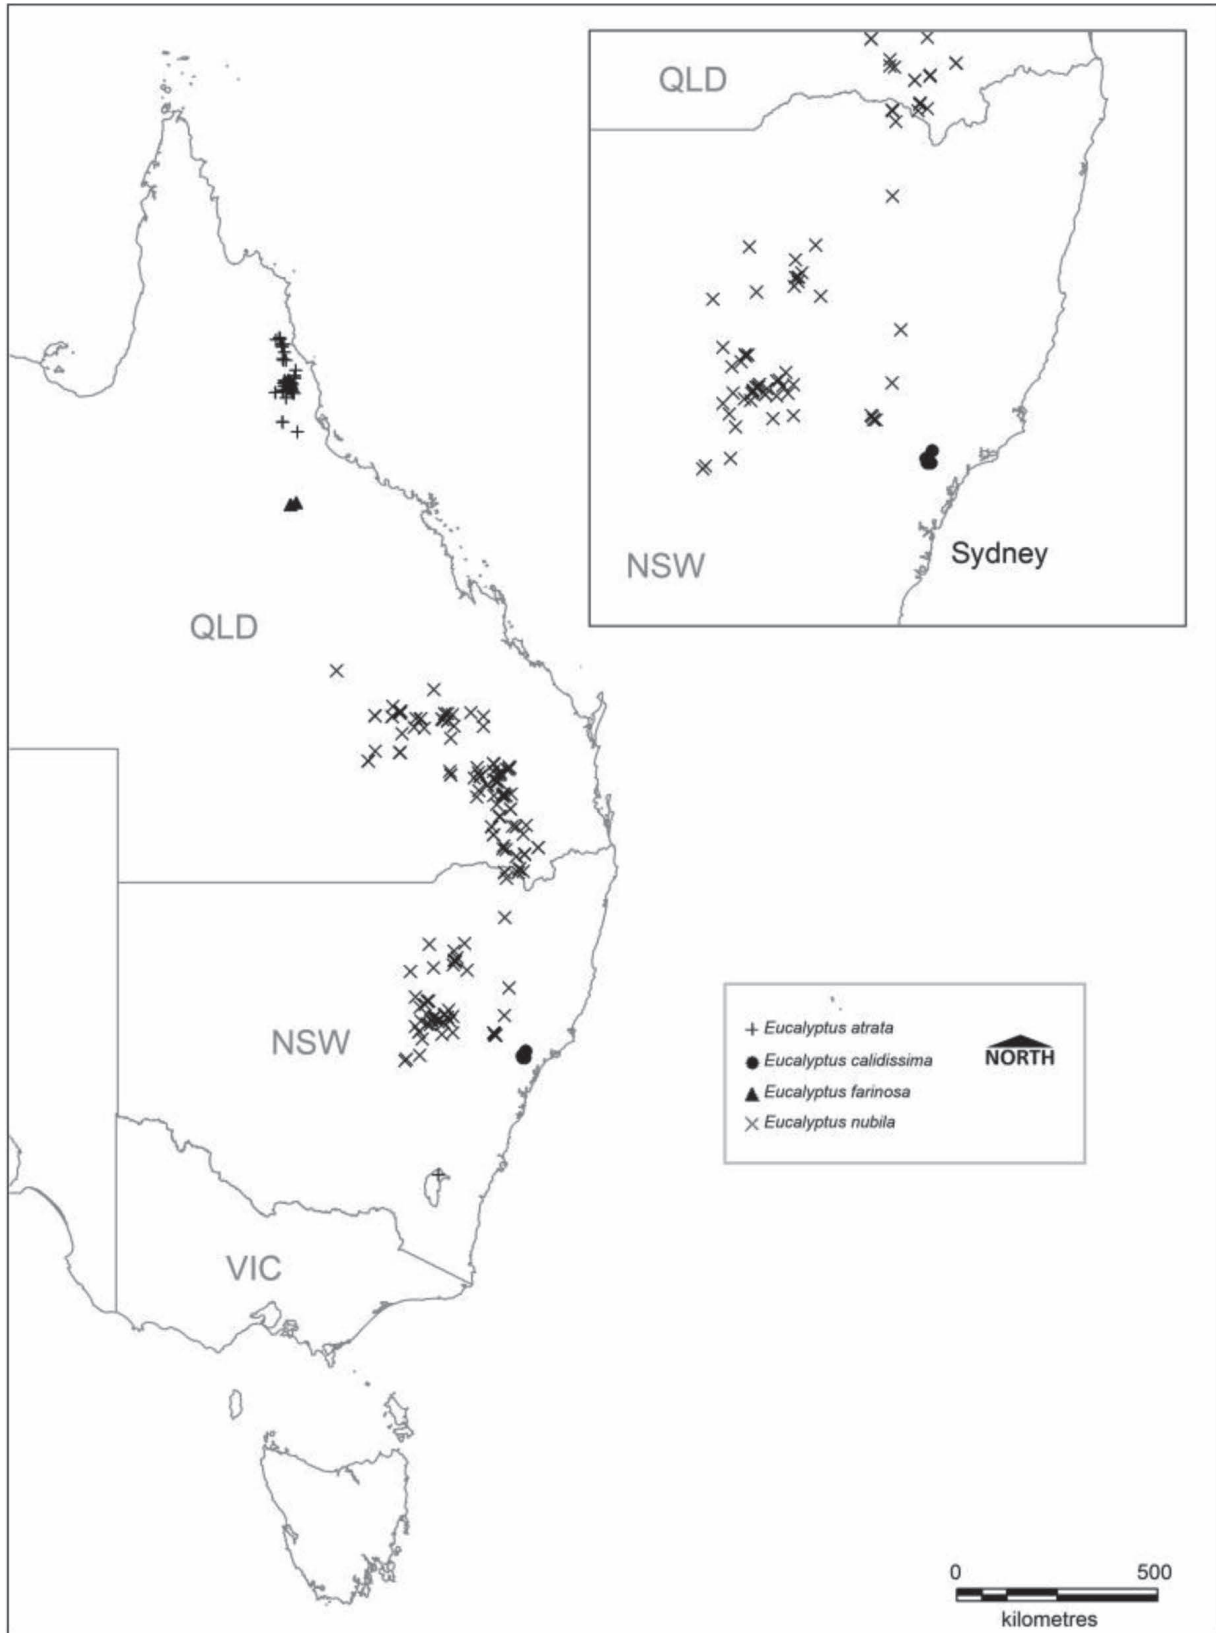 QLD
NSW
Sydney
QLD
NSW
VIC
Eucalyptus atrata
Eucalyptus calidissima
Eucalyptus farinosa
Eucalyptus nubila
NORTH
0 500
kilometres